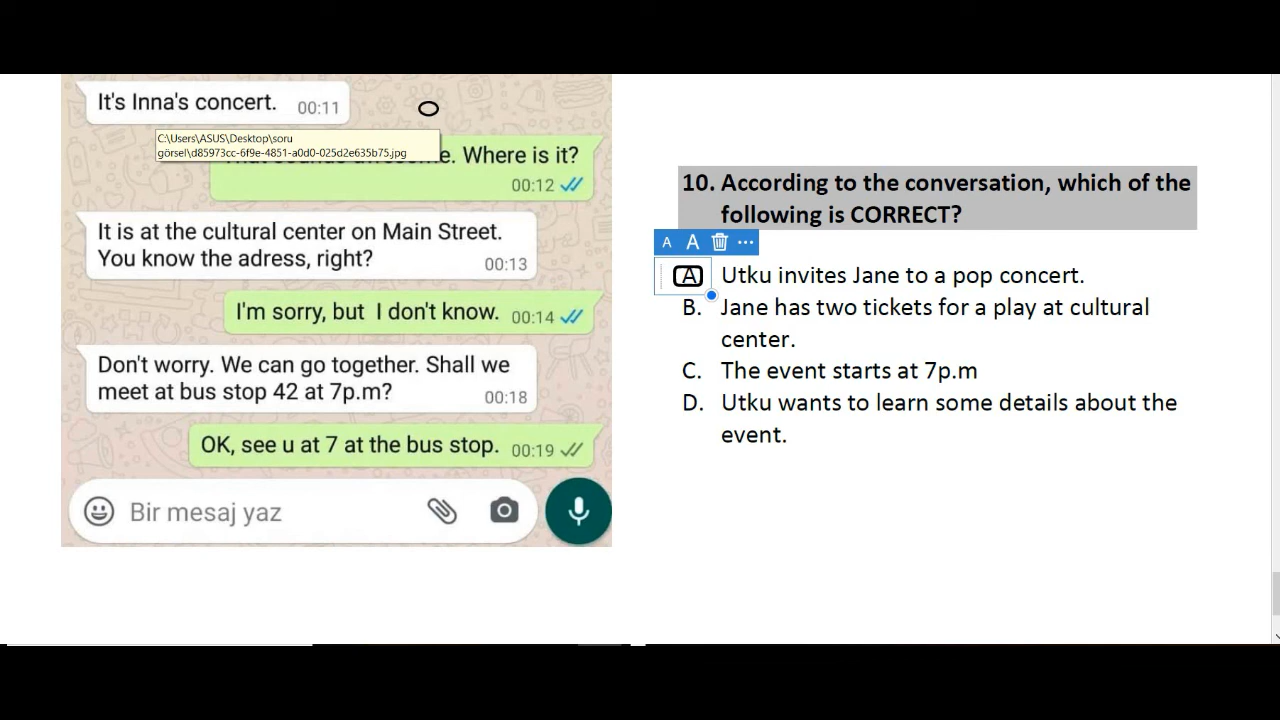 It's Inna's concert. 00:11
C:\Users\ASUS\Desktop\soru
görsel\d85973cc-6f9e-4851-a0d0-025d2e635b75.jpg
Where is it?
00:12
It is at the cultural center on Main Street.
You know the adress, right? 00:13
I'm sorry, but I don't know. 00:14
Don't worry. We can go together. Shall we
meet at bus stop 42 at 7p.m? 00:18
OK, see u at 7 at the bus stop. 00:19
Bir mesaj yaz
10. According to the conversation, which of the
following is CORRECT?
A A
A Utku invites Jane to a pop concert.
B. Jane has two tickets for a play at cultural
center.
C. The event starts at 7p.m
D. Utku wants to learn some details about the
event.